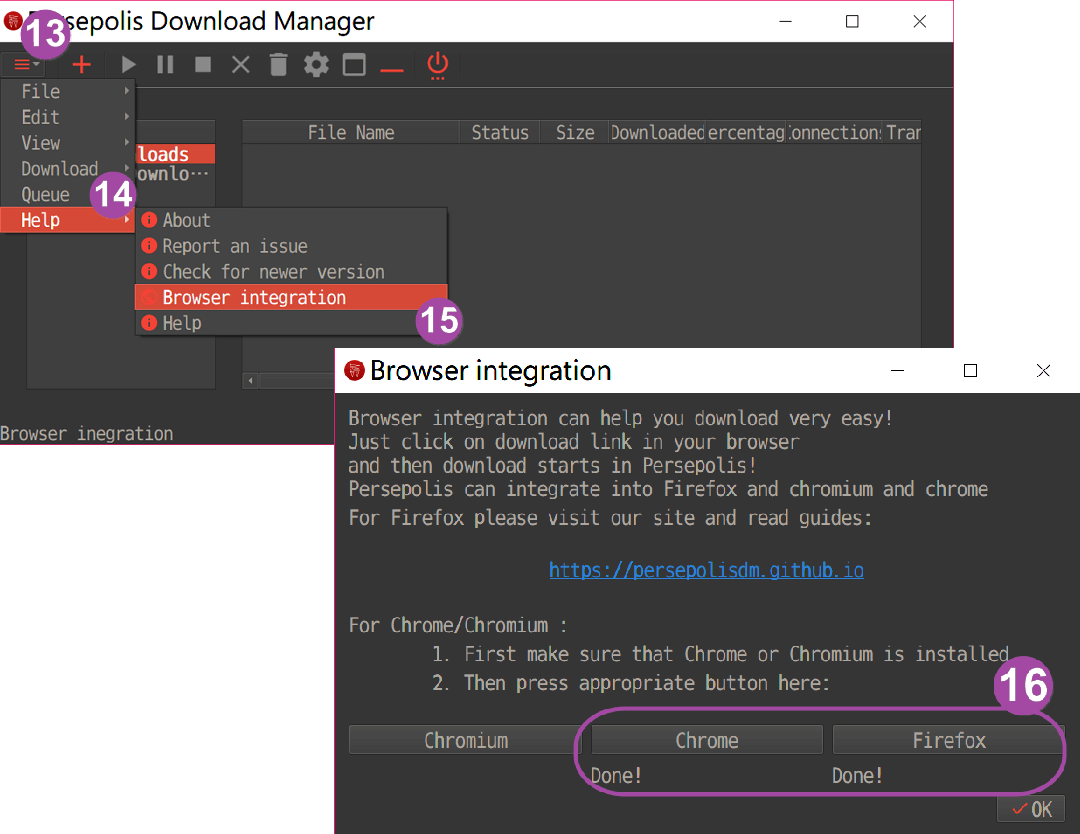 13
Persepolis Download Manager
File
Edit
View
Download
Queue
Help
14
loads
ownlo···
File Name
Status
Size
Downloaded
ercentag
Connection
Tran
About
Report an issue
Check for newer version
Browser integration
Help
15
Browser inegration
Browser integration
Browser integration can help you download very easy!
Just click on download link in your browser
and then download starts in Persepolis!
Persepolis can integrate into Firefox and chromium and chrome
For Firefox please visit our site and read guides:
https://persepolisdm.github.io
For Chrome/Chromium :
1. First make sure that Chrome or Chromium is installed
2. Then press appropriate button here:
16
Chromium
Chrome
Firefox
Done!
Done!
OK